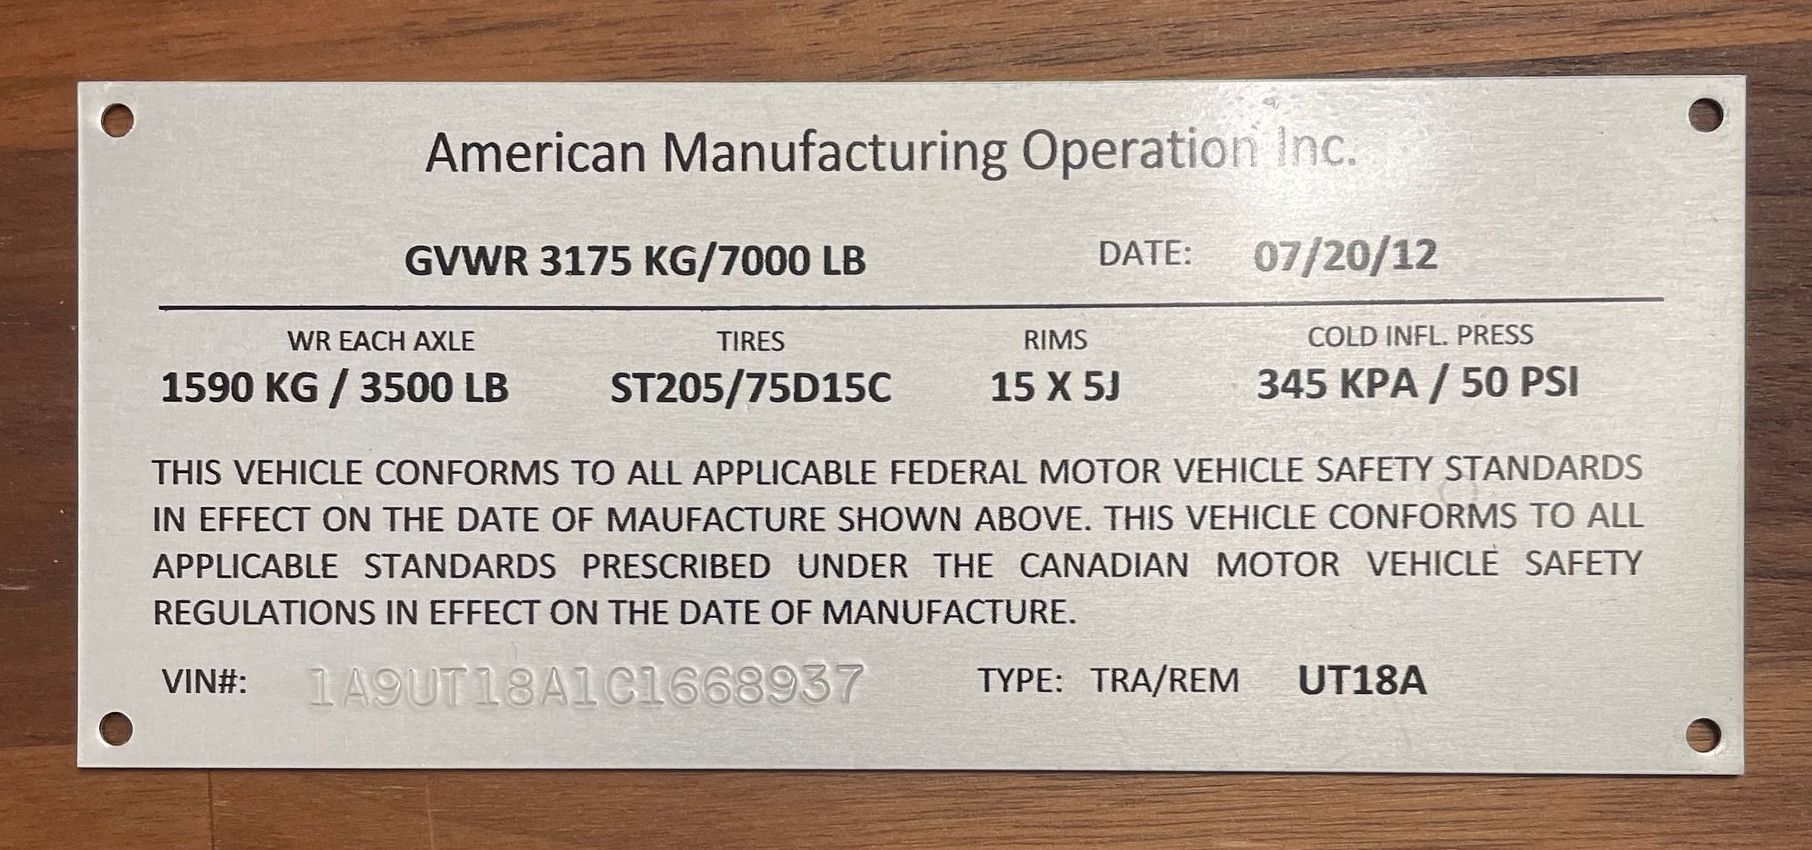 American Manufacturing Operation Inc.
GVWR 3175 KG/7000 LB DATE: 07/20/12
WR EACH AXLE TIRES RIMS COLD INFL. PRESS
1590 KG / 3500 LB ST205/75D15C 15 X 5J 345 KPA / 50 PSI
THIS VEHICLE CONFORMS TO ALL APPLICABLE FEDERAL MOTOR VEHICLE SAFETY STANDARDS
IN EFFECT ON THE DATE OF MAUFACTURE SHOWN ABOVE. THIS VEHICLE CONFORMS TO ALL
APPLICABLE STANDARDS PRESCRIBED UNDER THE CANADIAN MOTOR VEHICLE SAFETY
REGULATIONS IN EFFECT ON THE DATE OF MANUFACTURE.
VIN#: 1A9UT18A1C1668937 TYPE: TRA/REM UT18A